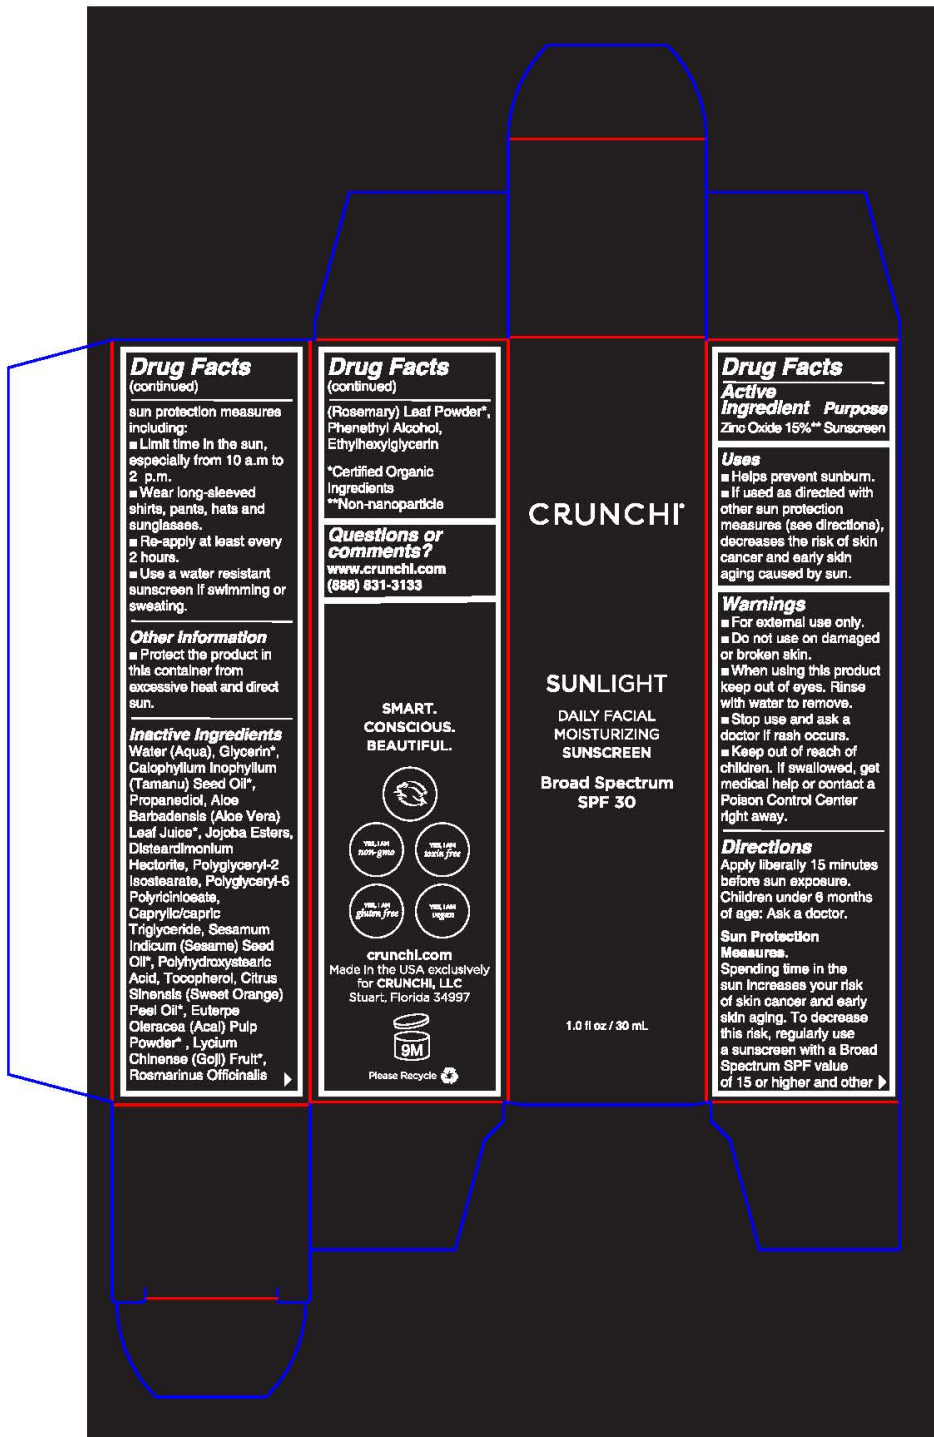 Drug Facts
(continued)
sun protection measures
including:
■ Limit time in the sun,
especially from 10 a.m to
2 p.m.
■ Wear long-sleeved
shirts, pants, hats and
sunglasses.
■ Re-apply at least every
2 hours.
■ Use a water resistant
sunscreen if swimming or
sweating.
Other Information
■ Protect the product in
this container from
excessive heat and direct
sun.
Inactive Ingredients
Water (Aqua), Glycerin*,
Calophyllum Inophyllum
(Tamanu) Seed Oil*,
Propanediol, Aloe
Barbadensis (Aloe Vera)
Leaf Juice*, Jojoba Esters,
Disteardimonium
Hectorite, Polyglyceryl-2
Isostearate, Polyglyceryl-6
Polyricinloeate,
Caprylic/capric
Triglyceride, Sesamum
Indicum (Sesame) Seed
Oil*, Polyhydroxystearic
Acid, Tocopherol, Citrus
Sinensis (Sweet Orange)
Peel Oil*, Euterpe
Oleracea (Acai) Pulp
Powder* , Lycium
Chinense (Goji) Fruit*,
Rosmarinus Officinalis
Drug Facts
(continued)
(Rosemary) Leaf Powder*,
Phenethyl Alcohol,
Ethylhexylglycerin
*Certified Organic
Ingredients
**Non-nanoparticle
Questions or
comments?
www.crunchi.com
(888) 831-3133
SMART.
CONSCIOUS.
BEAUTIFUL.
YES, I AM
non-gmo
YES, I AM
toxin free
YES, I AM
gluten free
YES, I AM
vegan
crunchi.com
Made in the USA exclusively
for CRUNCHI, LLC
Stuart, Florida 34997
9M
Please Recycle
CRUNCHI
SUNLIGHT
DAILY FACIAL
MOISTURIZING
SUNSCREEN
Broad Spectrum
SPF 30
1.0 fl oz / 30 mL
Drug Facts
Active
Ingredient Purpose
Zinc Oxide 15%** Sunscreen
Uses
■ Helps prevent sunburn.
■ If used as directed with
other sun protection
measures (see directions),
decreases the risk of skin
cancer and early skin
aging caused by sun.
Warnings
■ For external use only.
■ Do not use on damaged
or broken skin.
■ When using this product
keep out of eyes. Rinse
with water to remove.
■ Stop use and ask a
doctor if rash occurs.
■ Keep out of reach of
children. If swallowed, get
medical help or contact a
Poison Control Center
right away.
Directions
Apply liberally 15 minutes
before sun exposure.
Children under 6 months
of age: Ask a doctor.
Sun Protection
Measures.
Spending time in the
sun increases your risk
of skin cancer and early
skin aging. To decrease
this risk, regularly use
a sunscreen with a Broad
Spectrum SPF value
of 15 or higher and other